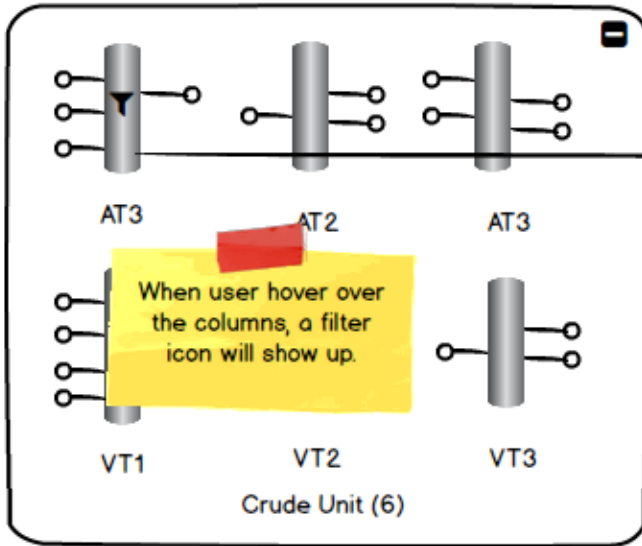 AT3 AT2 AT3
When user hover over
the columns, a filter
icon will show up.
VT1 VT2 VT3
Crude Unit (6)